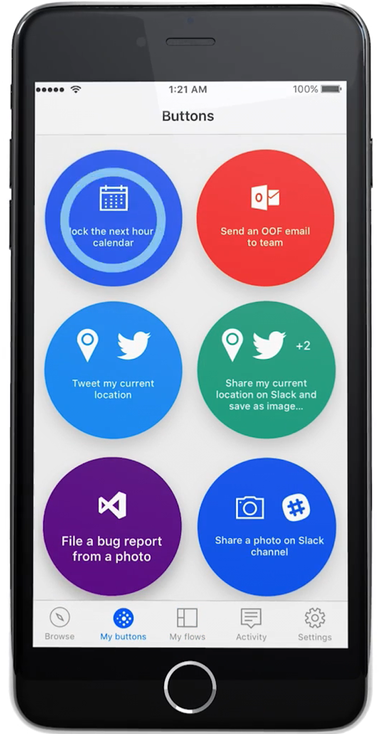 1:21 AM
100%
Buttons
lock the next hour
calendar
Send an OOF email
to team
Tweet my current
location
+2
Share my current
location on Slack and
save as image...
File a bug report
from a photo
Share a photo on Slack
channel
Browse
My buttons
My flows
Activity
Settings